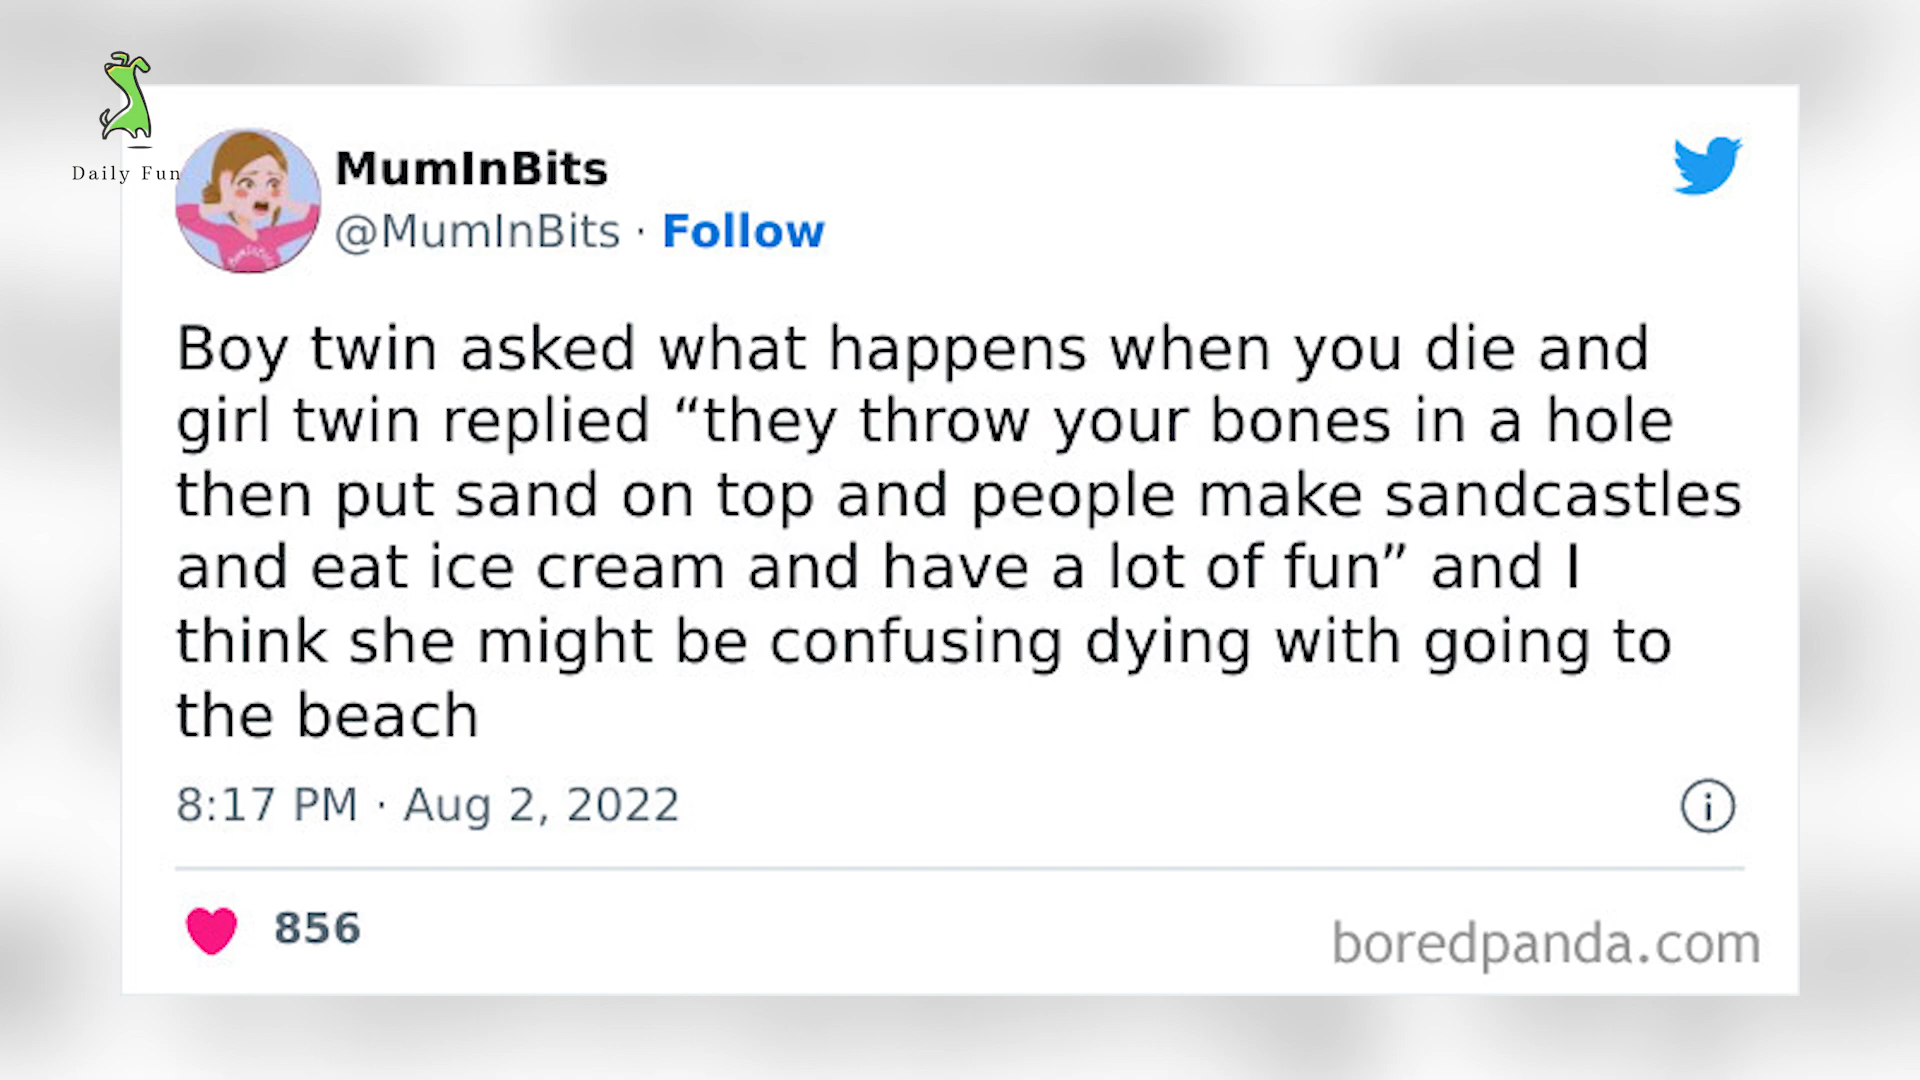 Daily Fun
MumInBits
@MumInBits · Follow
Boy twin asked what happens when you die and
girl twin replied “they throw your bones in a hole
then put sand on top and people make sandcastles
and eat ice cream and have a lot of fun” and I
think she might be confusing dying with going to
the beach
8:17 PM · Aug 2, 2022
856
boredpanda.com